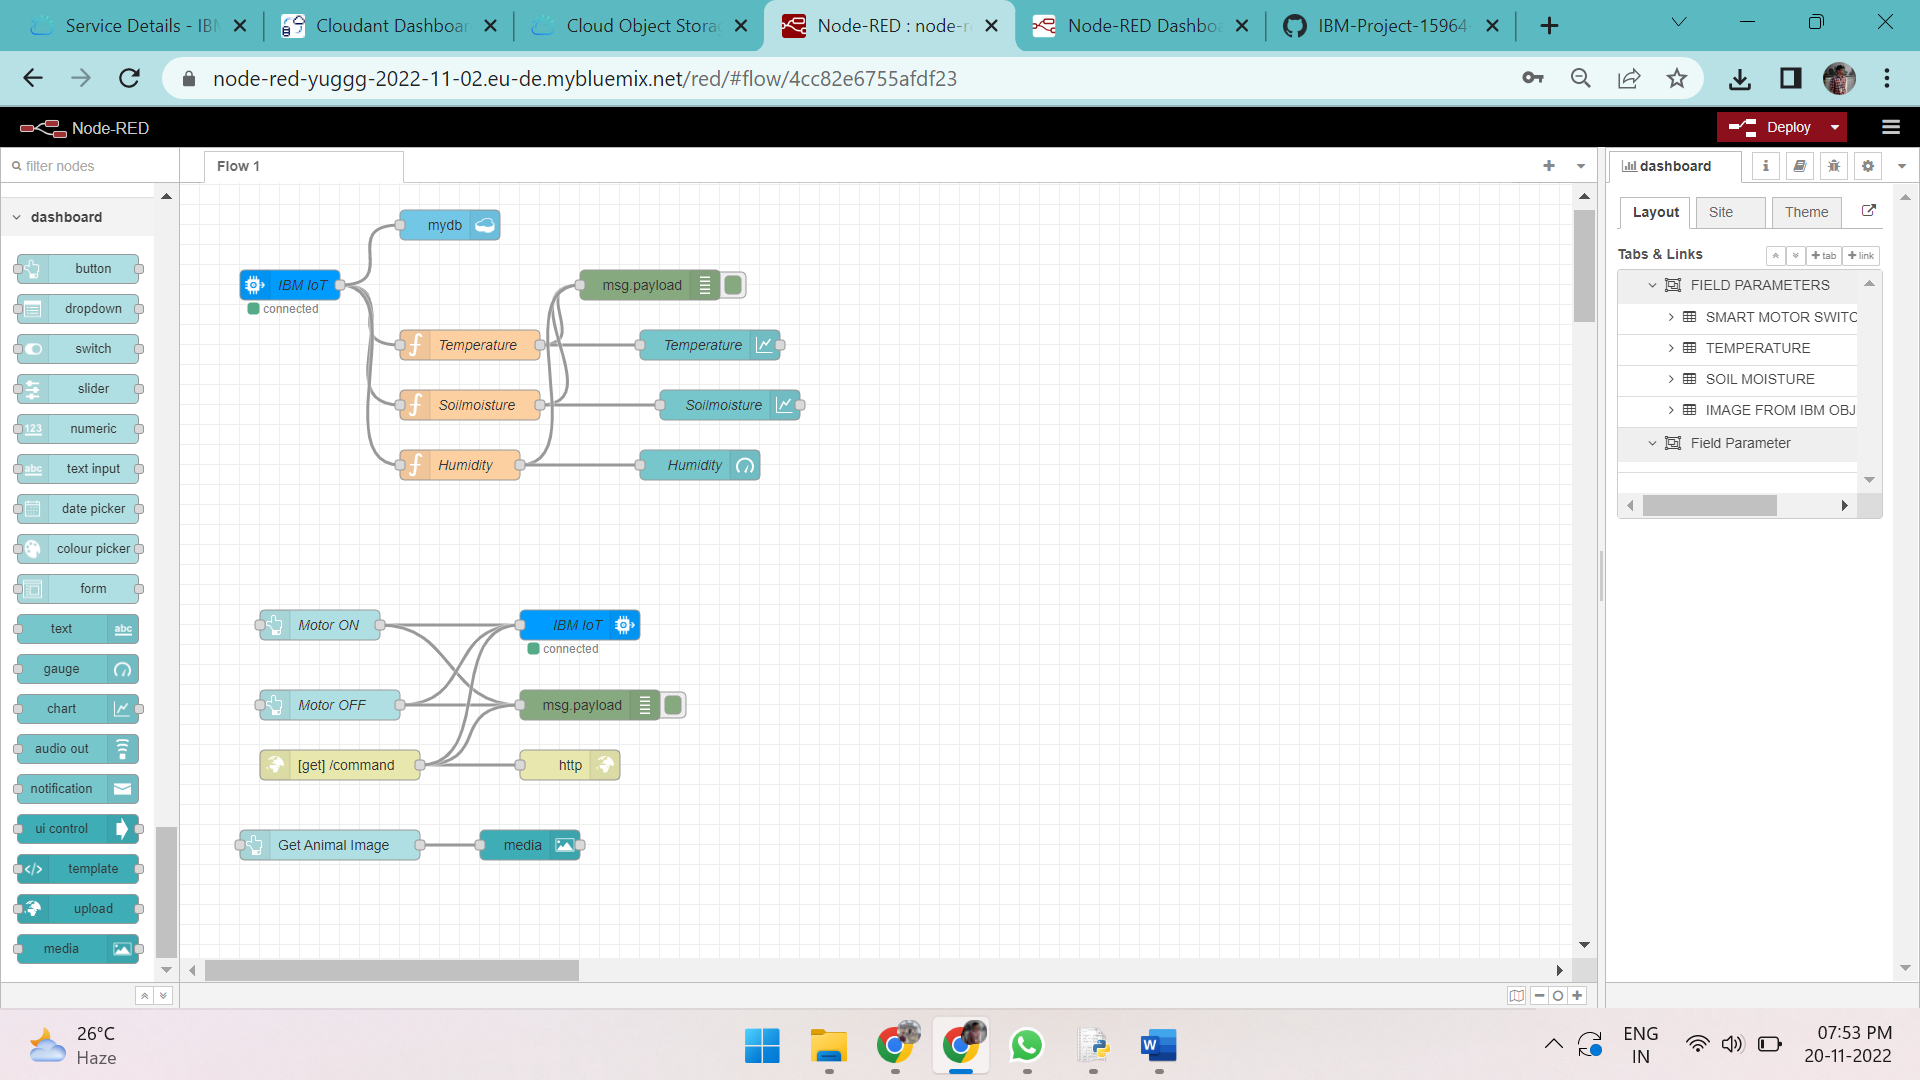 Service Details - IBM
Cloudant Dashboar
Cloud Object Storag
Node-RED : node-r
Node-RED Dashboa
IBM-Project-15964-
node-red-yuggg-2022-11-02.eu-de.mybluemix.net/red/#flow/4cc82e6755afdf23
Node-RED
Deploy
filter nodes
Flow 1
dashboard
i
dashboard
button
dropdown
switch
slider
123 numeric
abc text input
date picker
colour picker
form
text abc
gauge
chart
audio out
notification
ui control
</> template
upload
media
mydb
IBM IoT
connected
msg.payload
f Temperature
Temperature
f Soilmoisture
Soilmoisture
f Humidity
Humidity
Motor ON
IBM IoT
connected
Motor OFF
msg.payload
[get] /command
http
Get Animal Image
media
Layout
Site
Theme
Tabs & Links
+ tab
+ link
FIELD PARAMETERS
SMART MOTOR SWITC
TEMPERATURE
SOIL MOISTURE
IMAGE FROM IBM OBJ
Field Parameter
26°C
Haze
W
ENG
IN
07:53 PM
20-11-2022